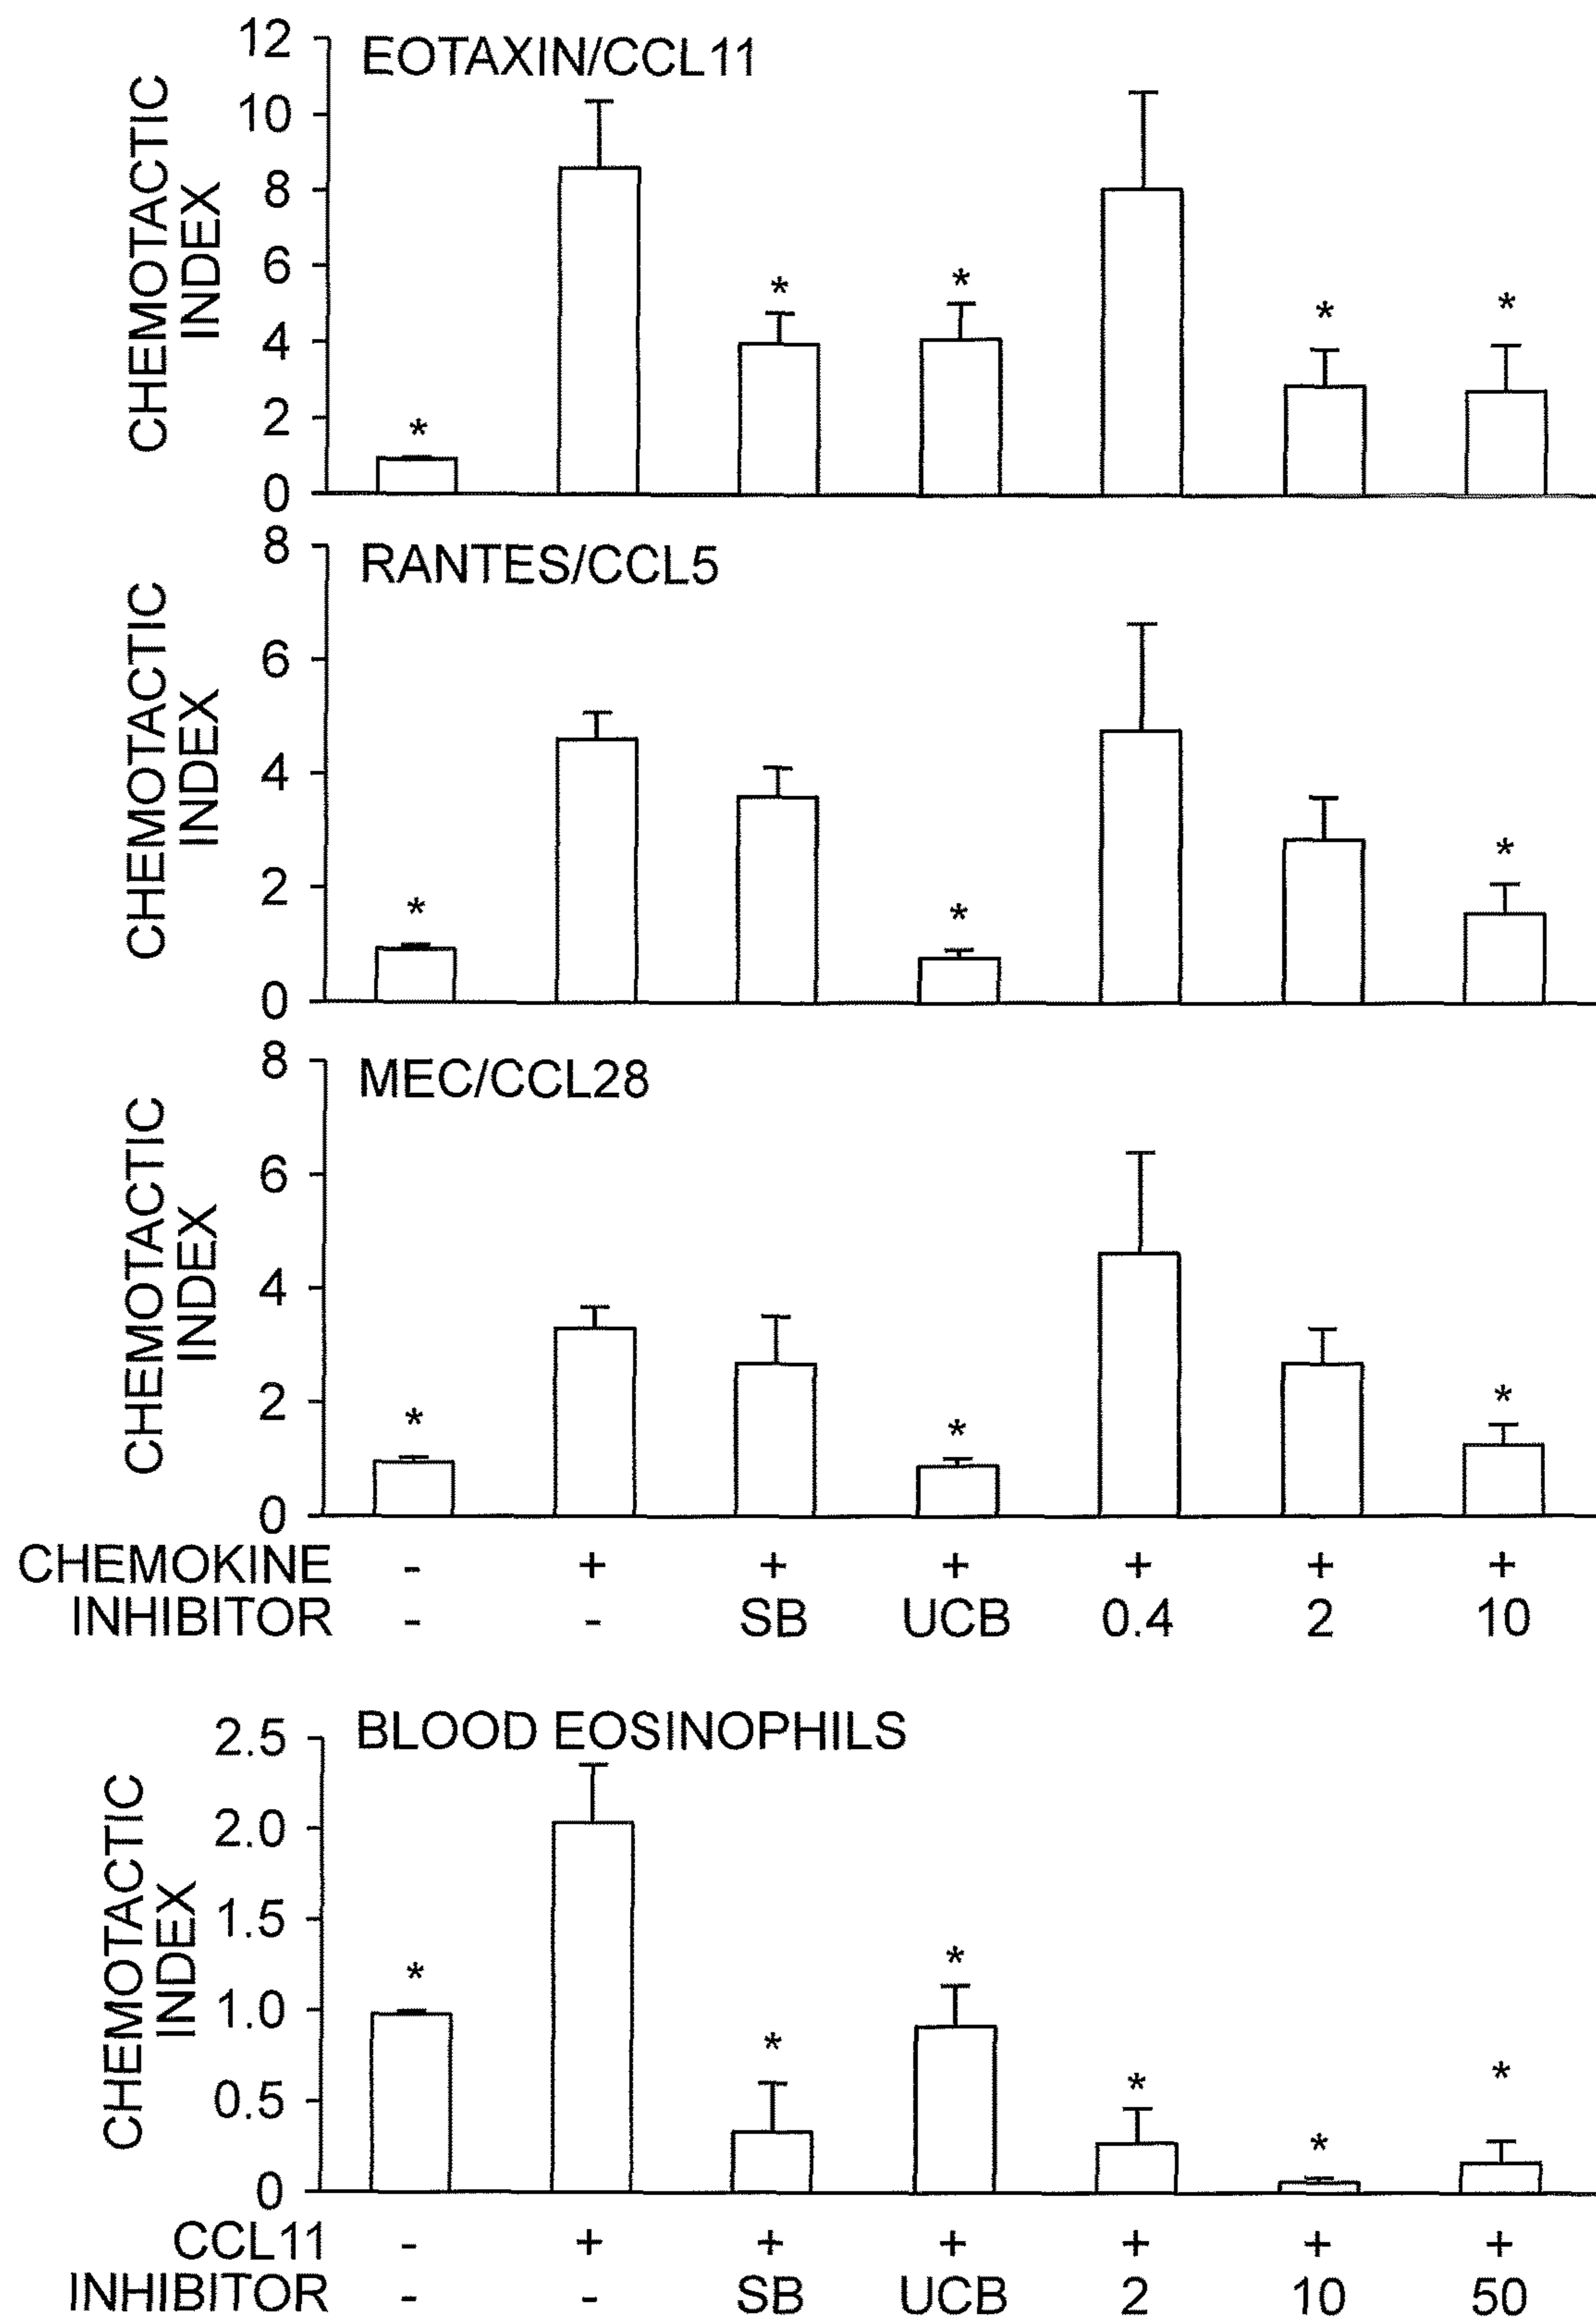 EOTAXIN/CCL11
CHEMOTACTIC
INDEX
12
10
8
6
4
2
0
*
*
*
*
*
RANTES/CCL5
CHEMOTACTIC
INDEX
8
6
4
2
0
*
*
*
MEC/CCL28
CHEMOTACTIC
INDEX
8
6
4
2
0
*
*
*
CHEMOKINE - + + + + + +
INHIBITOR - - SB UCB 0.4 2 10
BLOOD EOSINOPHILS
CHEMOTACTIC
INDEX
2.5
2.0
1.5
1.0
0.5
0
*
*
*
*
*
*
CCL11 - + + + + + +
INHIBITOR - - SB UCB 2 10 50